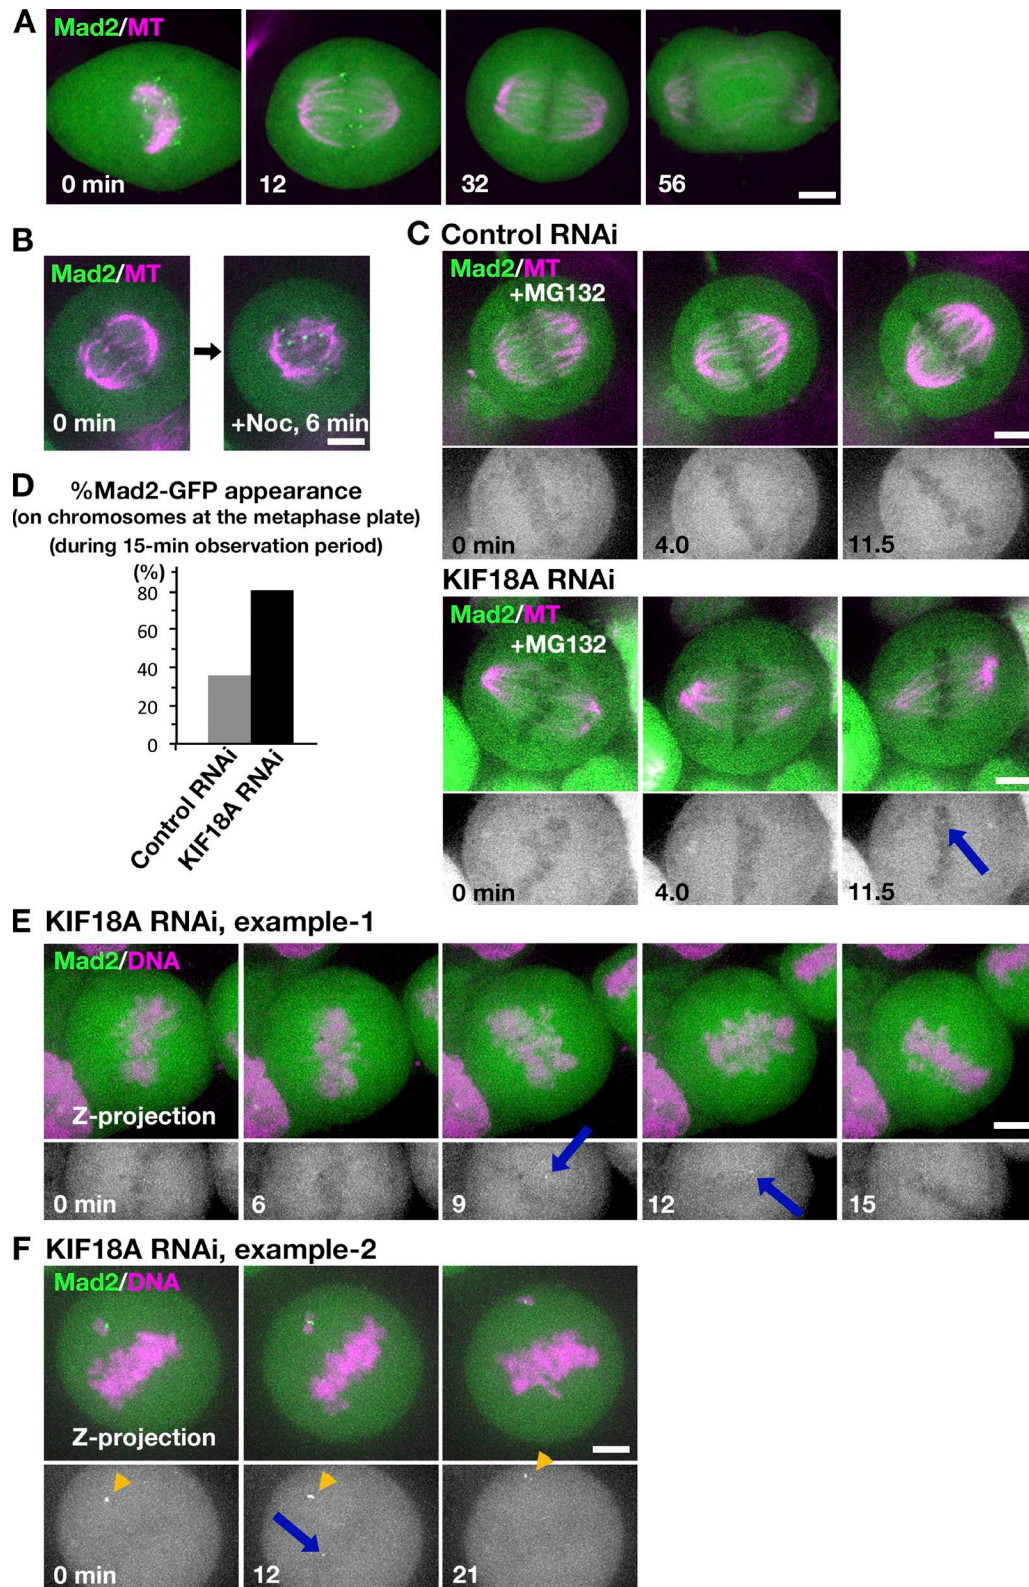 A
Mad2/MT
0 min
12
32
56
B
Mad2/MT
0 min
+Noc, 6 min
C Control RNAi
Mad2/MT
+MG132
0 min
4.0
11.5
KIF18A RNAi
Mad2/MT
+MG132
0 min
4.0
11.5
D
%Mad2-GFP appearance
(on chromosomes at the metaphase plate)
(during 15-min observation period)
(%)
80
60
40
20
0
Control RNAi
KIF18A RNAi
E KIF18A RNAi, example-1
Mad2/DNA
Z-projection
0 min
6
9
12
15
F KIF18A RNAi, example-2
Mad2/DNA
Z-projection
0 min
12
21